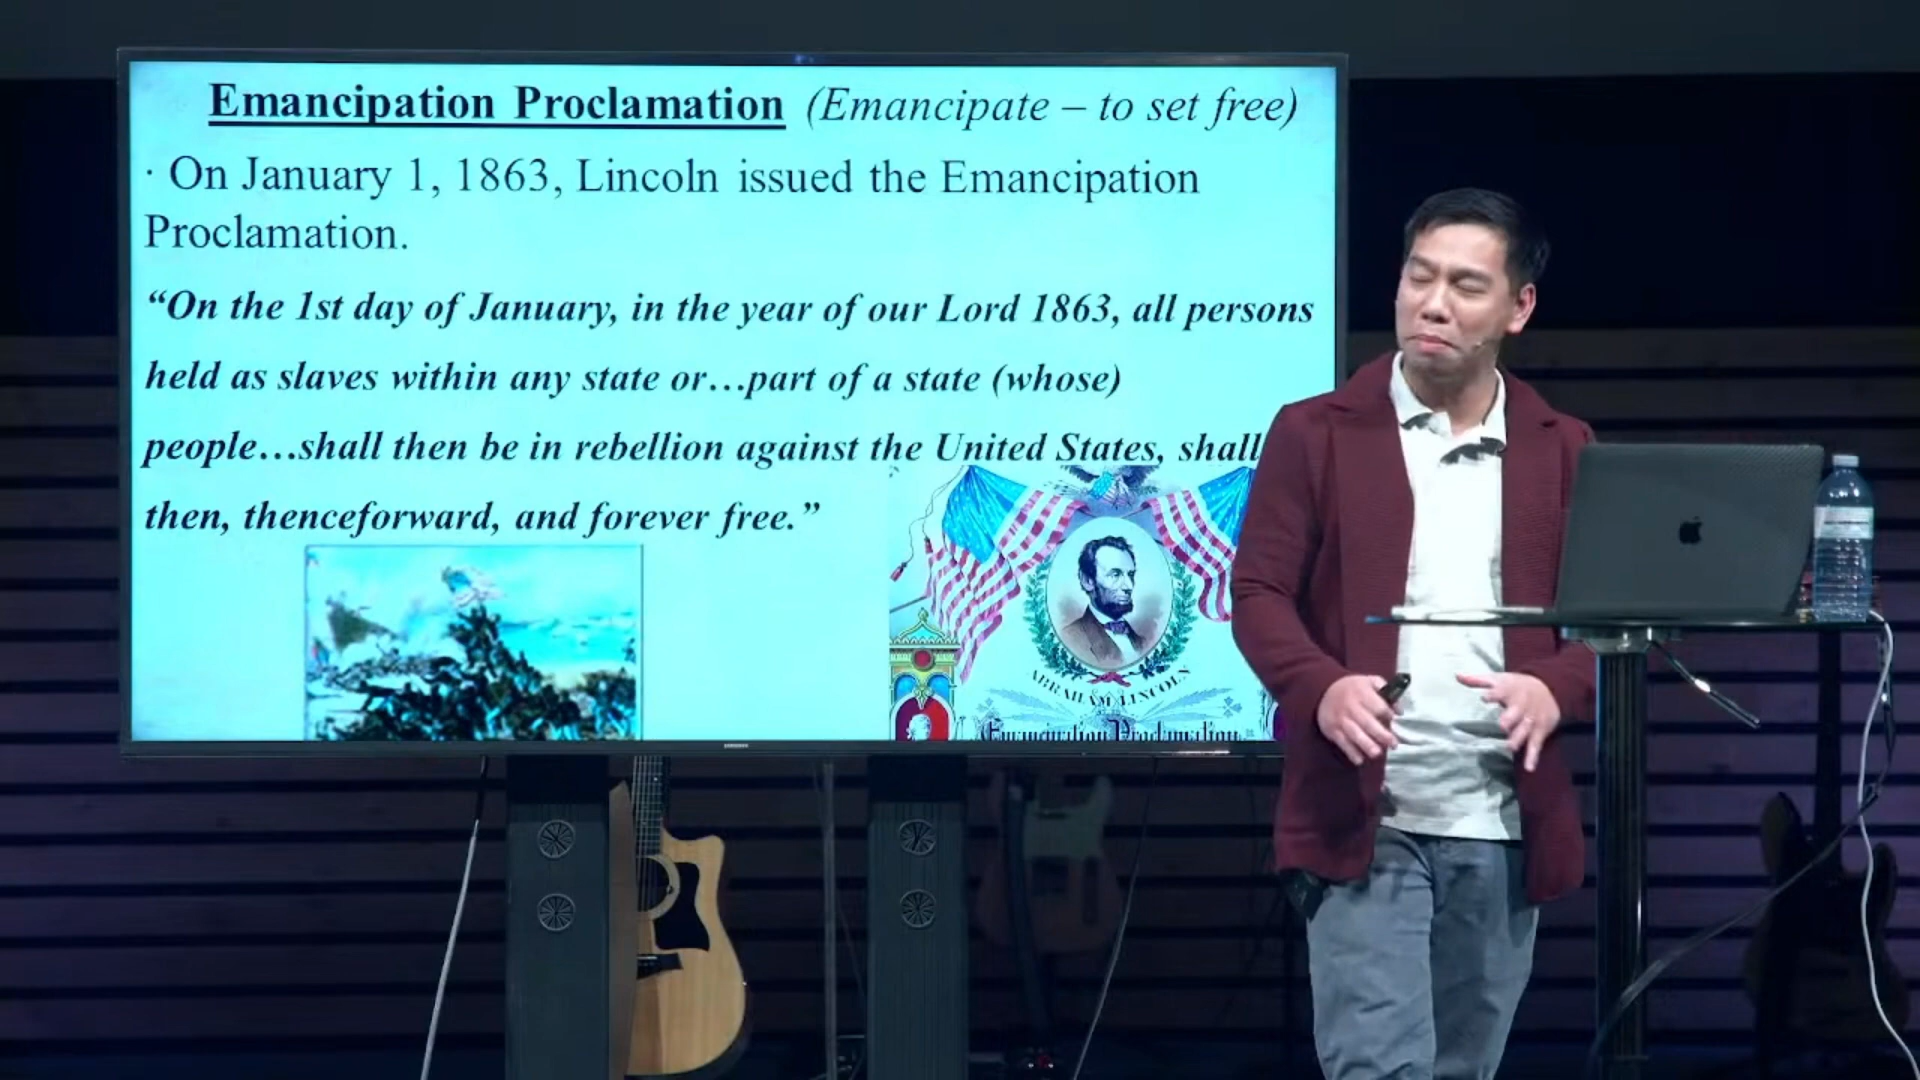 Emancipation Proclamation (Emancipate – to set free)
· On January 1, 1863, Lincoln issued the Emancipation
Proclamation.
“On the 1st day of January, in the year of our Lord 1863, all persons
held as slaves within any state or…part of a state (whose)
people…shall then be in rebellion against the United States, shall
then, thenceforward, and forever free.”
ABRAHAM LINCOLN
Emancipation Proclamation
SAMSUNG